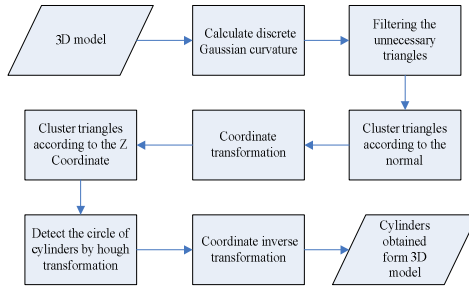 3D model
Calculate discrete
Gaussian curvature
Filtering the
unnecessary
triangles
Cluster triangles
according to the
normal
Coordinate
transformation
Cluster triangles
according to the Z
Coordinate
Detect the circle of
cylinders by hough
transformation
Coordinate inverse
transformation
Cylinders
obtained
form 3D
model